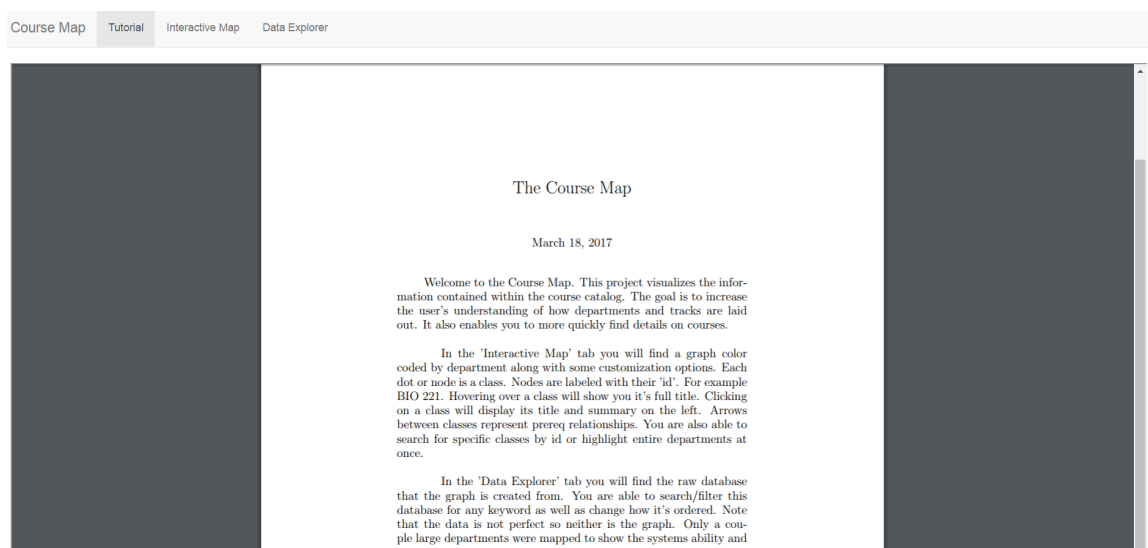 Course Map Tutorial Interactive Map Data Explorer
The Course Map
March 18, 2017
Welcome to the Course Map. This project visualizes the infor-
mation contained within the course catalog. The goal is to increase
the user's understanding of how departments and tracks are laid
out. It also enables you to more quickly find details on courses.
In the 'Interactive Map' tab you will find a graph color
coded by department along with some customization options. Each
dot or node is a class. Nodes are labeled with their 'id'. For example
BIO 221. Hovering over a class will show you it's full title. Clicking
on a class will display its title and summary on the left. Arrows
between classes represent prereq relationships. You are also able to
search for specific classes by id or highlight entire departments at
once.
In the 'Data Explorer' tab you will find the raw database
that the graph is created from. You are able to search/filter this
database for any keyword as well as change how it's ordered. Note
that the data is not perfect so neither is the graph. Only a cou-
ple large departments were mapped to show the systems ability and